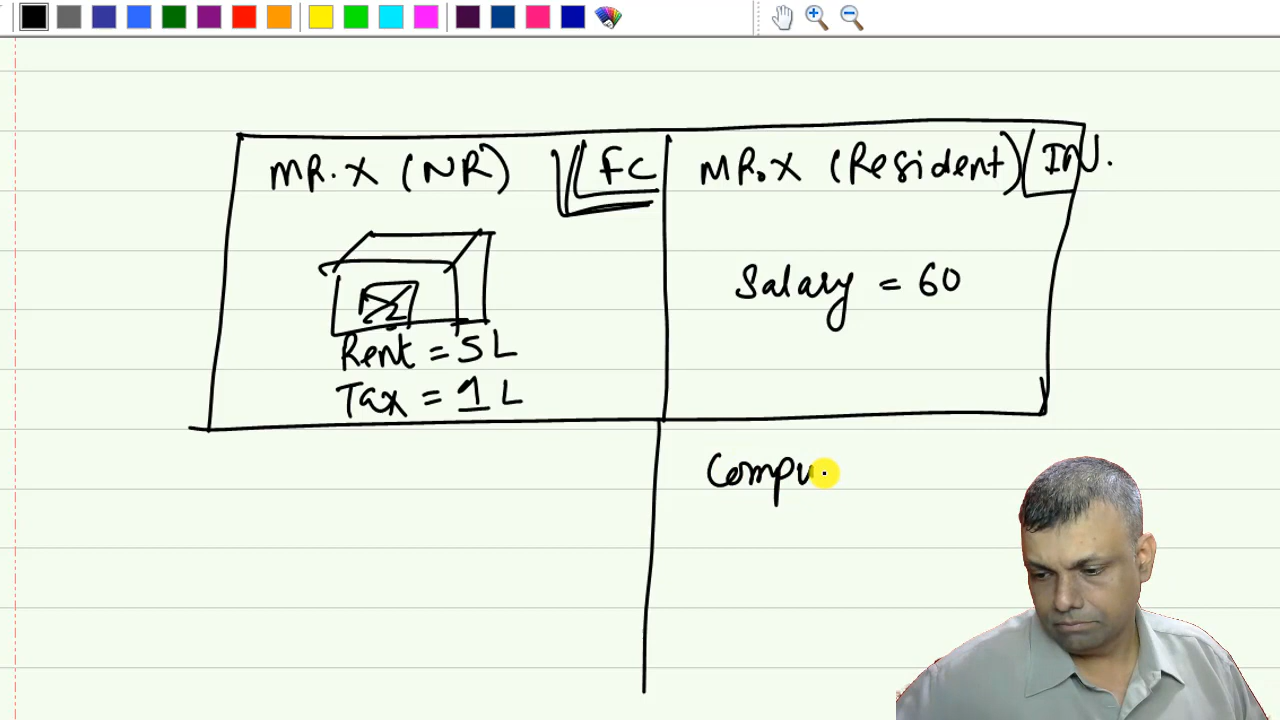 MR. X (NR) FC
Rent = 5 L
Tax = 1 L
MR. X (Resident) IN.
Salary = 60
Compu